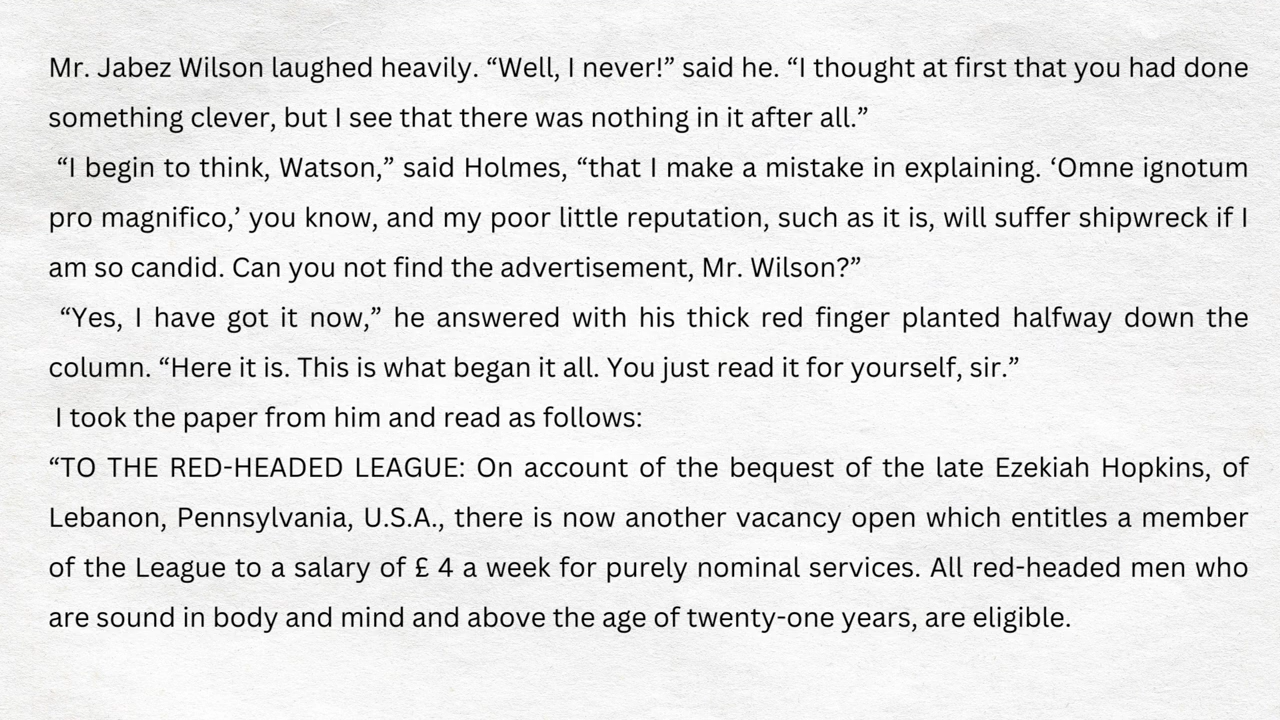 Mr. Jabez Wilson laughed heavily. “Well, I never!” said he. “I thought at first that you had done
something clever, but I see that there was nothing in it after all.”
“I begin to think, Watson,” said Holmes, “that I make a mistake in explaining. ‘Omne ignotum
pro magnifico,’ you know, and my poor little reputation, such as it is, will suffer shipwreck if I
am so candid. Can you not find the advertisement, Mr. Wilson?”
“Yes, I have got it now,” he answered with his thick red finger planted halfway down the
column. “Here it is. This is what began it all. You just read it for yourself, sir.”
I took the paper from him and read as follows:
“TO THE RED-HEADED LEAGUE: On account of the bequest of the late Ezekiah Hopkins, of
Lebanon, Pennsylvania, U.S.A., there is now another vacancy open which entitles a member
of the League to a salary of £ 4 a week for purely nominal services. All red-headed men who
are sound in body and mind and above the age of twenty-one years, are eligible.